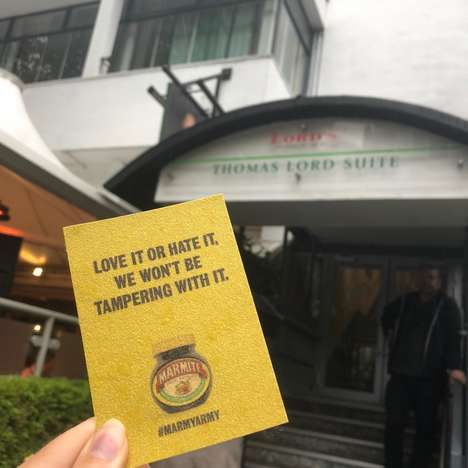 LORD'S
THOMAS LORD SUITE
LOVE IT OR HATE IT,
WE WON'T BE
TAMPERING WITH IT.
MARMITE
#MARMYARMY